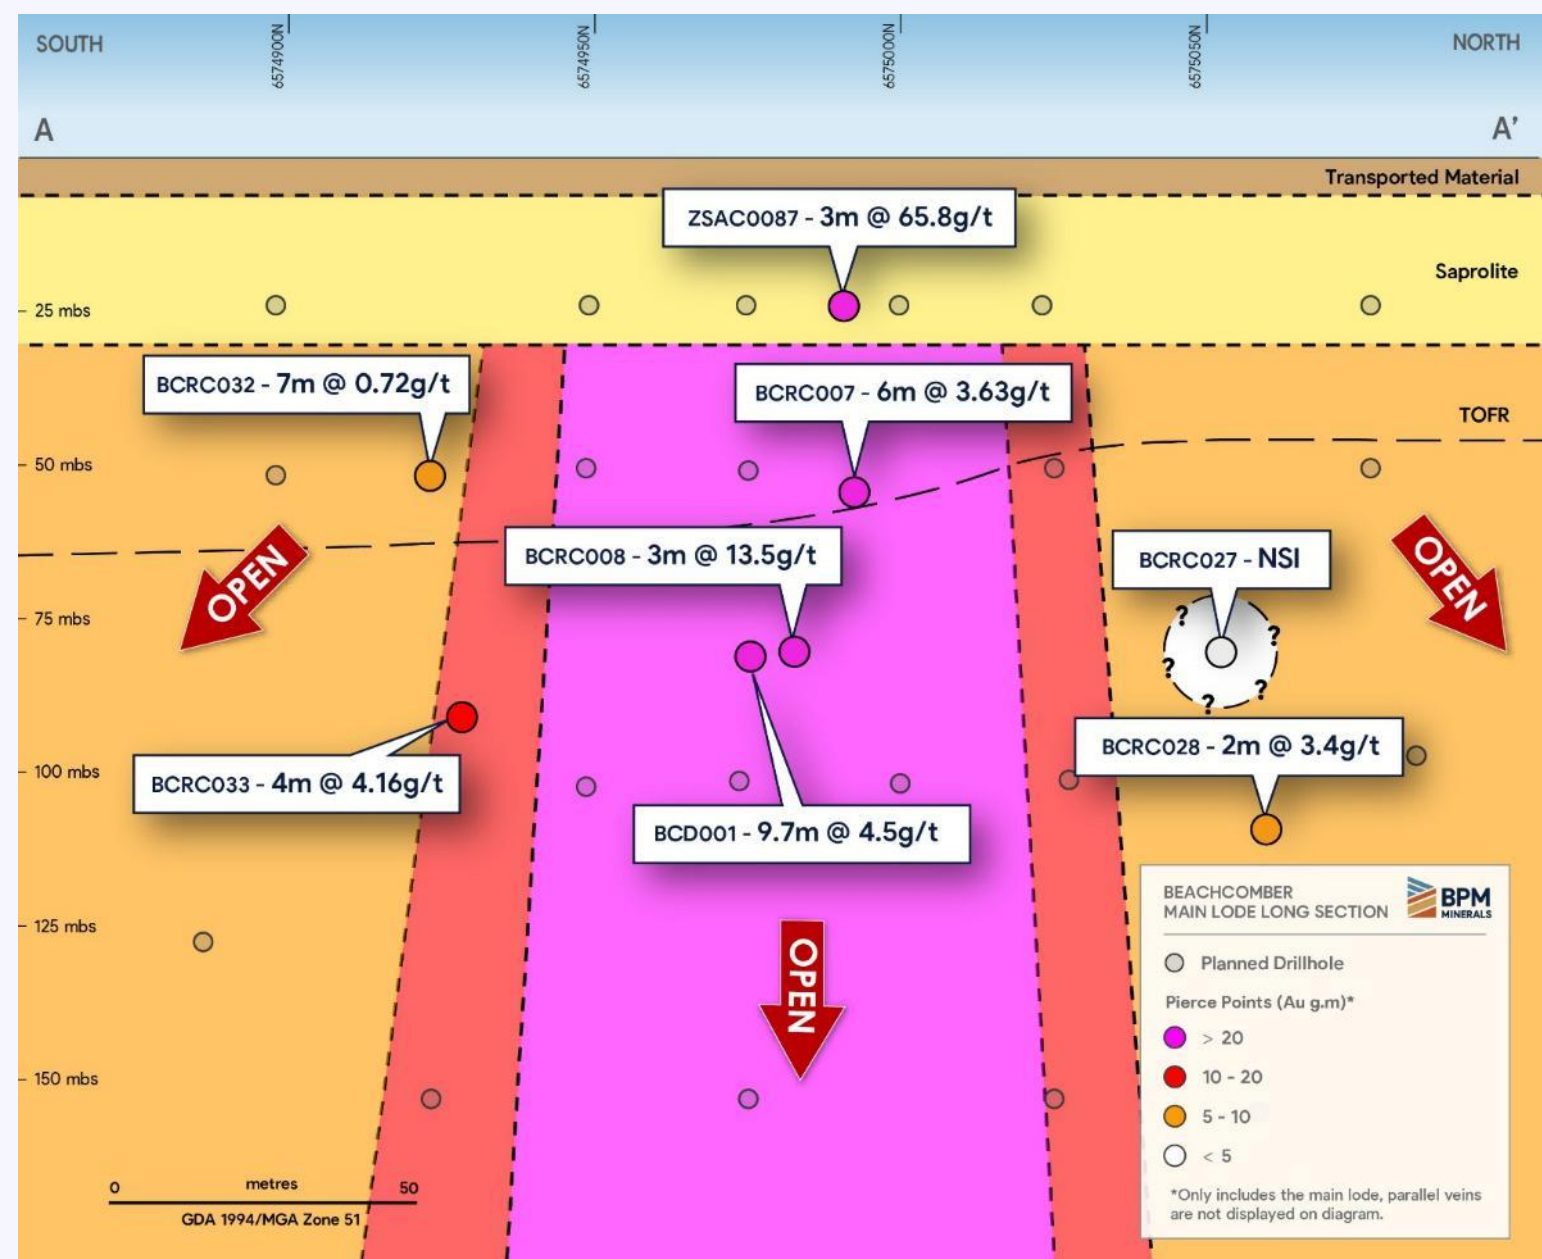 SOUTH
6574900N
6574950N
6575000N
6575050N
NORTH
A
A’
Transported Material
ZSAC0087 - 3m @ 65.8g/t
Saprolite
25 mbs
BCRC032 - 7m @ 0.72g/t
BCRC007 - 6m @ 3.63g/t
TOFR
50 mbs
OPEN
BCRC008 - 3m @ 13.5g/t
BCRC027 - NSI
OPEN
75 mbs
?
?
?
?
?
BCRC028 - 2m @ 3.4g/t
100 mbs
BCRC033 - 4m @ 4.16g/t
BCD001 - 9.7m @ 4.5g/t
125 mbs
OPEN
150 mbs
0 metres 50
GDA 1994/MGA Zone 51
BEACHCOMBER
MAIN LODE LONG SECTION
BPM
MINERALS
Planned Drillhole
Pierce Points (Au g.m)*
> 20
10 - 20
5 - 10
< 5
*Only includes the main lode, parallel veins
are not displayed on diagram.